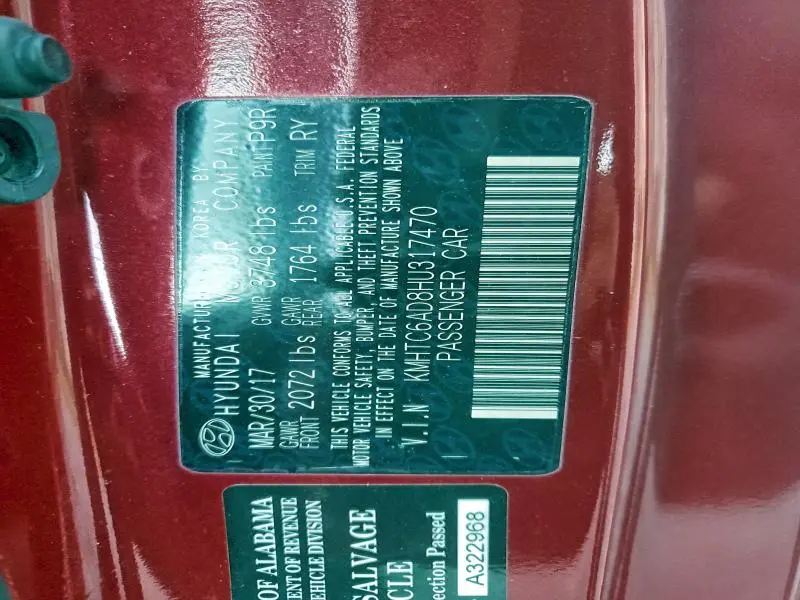 MANUFACTURED IN KOREA BY
HYUNDAI MOTOR COMPANY
MAR/30/17 GVWR 3748 lbs PAINT P9R
GAWR FRONT 2072 lbs GAWR REAR 1764 lbs TRIM RY
THIS VEHICLE CONFORMS TO ALL APPLICABLE U.S.A. FEDERAL
MOTOR VEHICLE SAFETY, BUMPER, AND THEFT PREVENTION STANDARDS
IN EFFECT ON THE DATE OF MANUFACTURE SHOWN ABOVE
V.I.N KMHTC6AD8HU317470
PASSENGER CAR
OF ALABAMA
ENT OF REVENUE
EHICLE DIVISION
SALVAGE
CLE
ection Passed
A322968